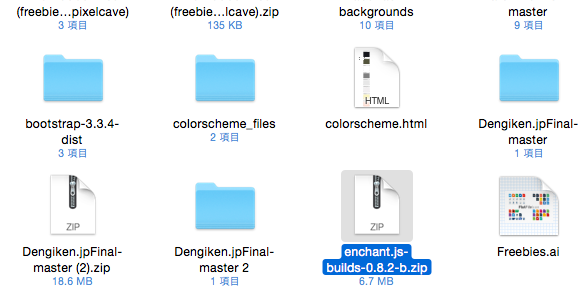 (freebie…pixelcave)
3 項目
(freebie…lcave).zip
135 KB
backgrounds
10 項目
master
9 項目
HTML
bootstrap-3.3.4-
dist
3 項目
colorscheme_files
2 項目
colorscheme.html
Dengiken.jpFinal-
master
1 項目
ZIP
ZIP
Dengiken.jpFinal-
master (2).zip
18.6 MB
Dengiken.jpFinal-
master 2
1 項目
enchant.js-
builds-0.8.2-b.zip
6.7 MB
Freebies.ai